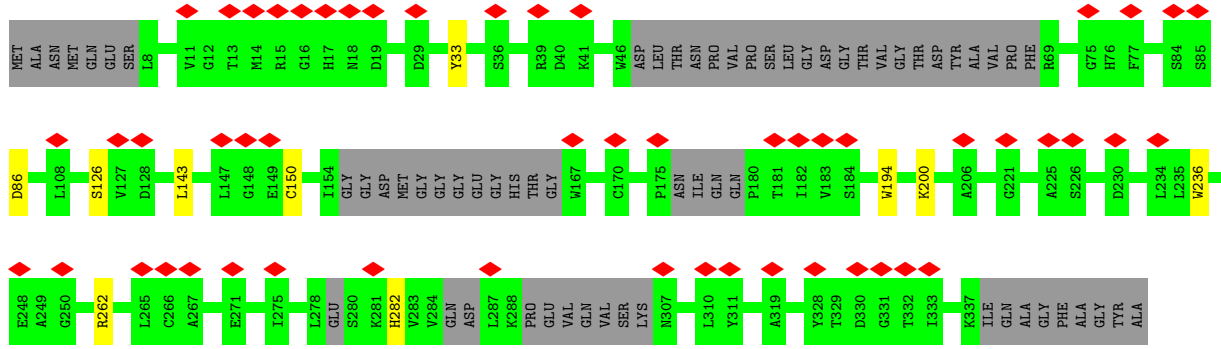 MET ALA ASN MET GLN GLU SER L8 V11 G12 T13 M14 R15 G16 H17 N18 D19 D29 Y33 S36 R39 D40 K41 W46 ASP LEU THR ASN PRO VAL PRO SER LEU GLY ASP GLY THR VAL GLY THR ASP TYR ALA VAL PRO PHE R69 G75 H76 F77 S84 S85
D86 L108 S126 V127 D128 L143 L147 G148 E149 C150 I154 GLY GLY ASP MET GLY GLY GLY GLU GLY HIS THR GLY W167 C170 P175 ASN ILE GLN GLN P180 T181 I182 V183 S184 W194 K200 A206 G221 A225 S226 D230 L234 L235 W236
E248 A249 G250 R262 L265 C266 A267 E271 I275 L278 GLU S280 K281 H282 V283 V284 GLN ASP L287 K288 PRO GLU VAL GLN VAL SER LYS N307 L310 Y311 A319 Y328 T329 D330 G331 T332 I333 K337 ILE GLN ALA GLY PHE ALA GLY TYR ALA